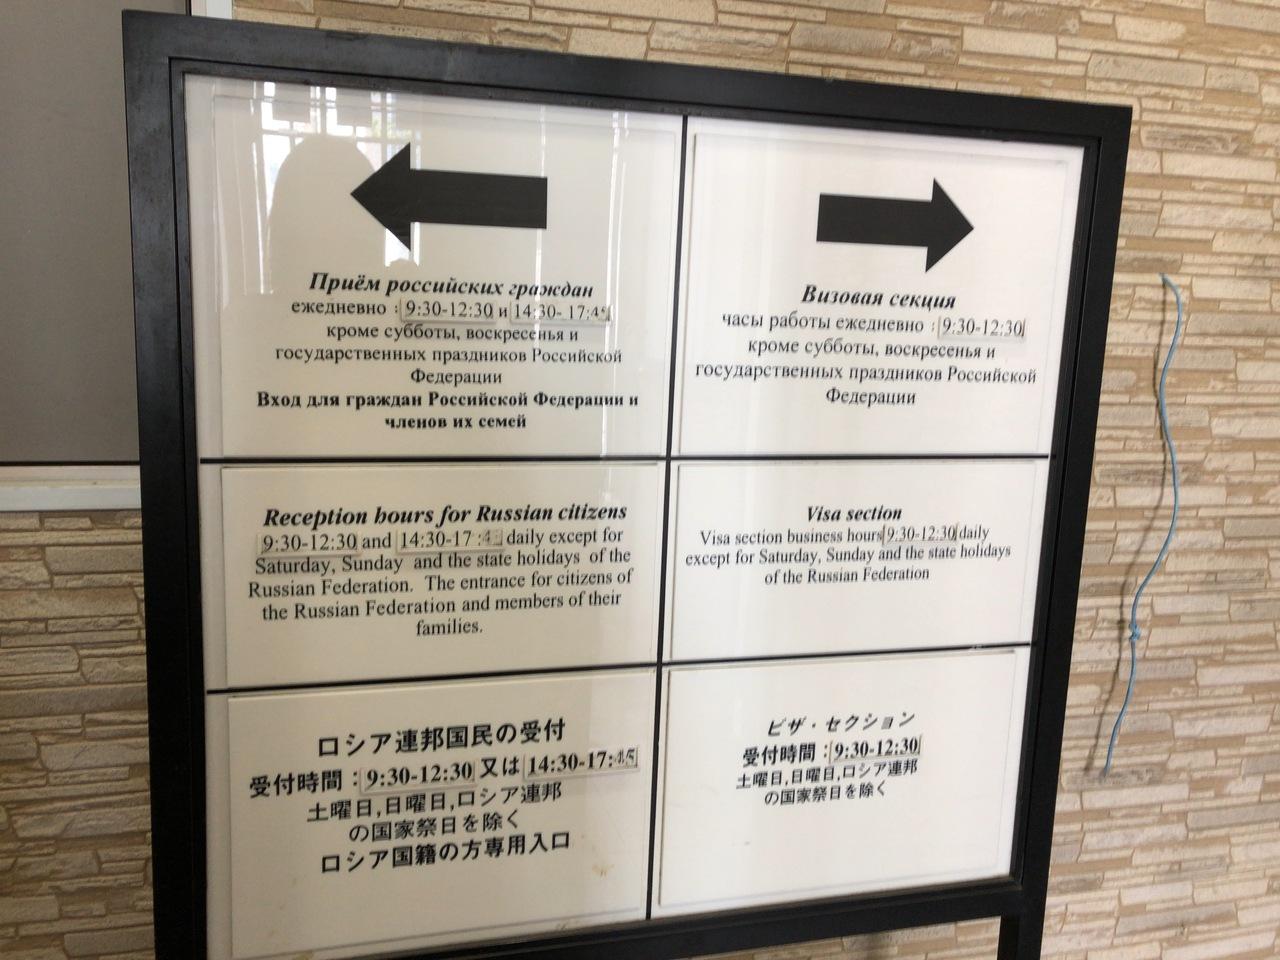 Приём российских граждан
ежедневно : 9:30-12:30 и 14:30- 17:45
кроме субботы, воскресенья и
государственных праздников Российской
Федерации
Вход для граждан Российской Федерации и
членов их семей
Визовая секция
часы работы ежедневно : 9:30-12:30
кроме субботы, воскресенья и
государственных праздников Российской
Федерации
Reception hours for Russian citizens
9:30-12:30 and 14:30-17:45 daily except for
Saturday, Sunday and the state holidays of the
Russian Federation. The entrance for citizens of
the Russian Federation and members of their
families.
Visa section
Visa section business hours 9:30-12:30 daily
except for Saturday, Sunday and the state holidays
of the Russian Federation
ロシア連邦国民の受付
受付時間：9:30-12:30 又は 14:30-17:45
土曜日,日曜日,ロシア連邦
の国家祭日を除く
ロシア国籍の方専用入口
ビザ・セクション
受付時間：9:30-12:30
土曜日,日曜日,ロシア連邦
の国家祭日を除く